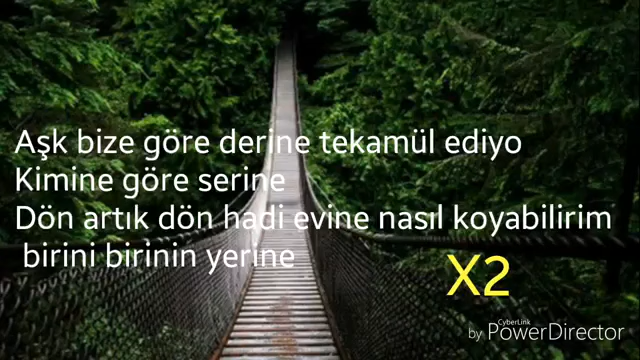 Aşk bize göre derine tekamül ediyo
Kimine göre serine
Dön artık dön hadi evine nasıl koyabilirim
birini birinin yerine
X2
CyberLink
by PowerDirector